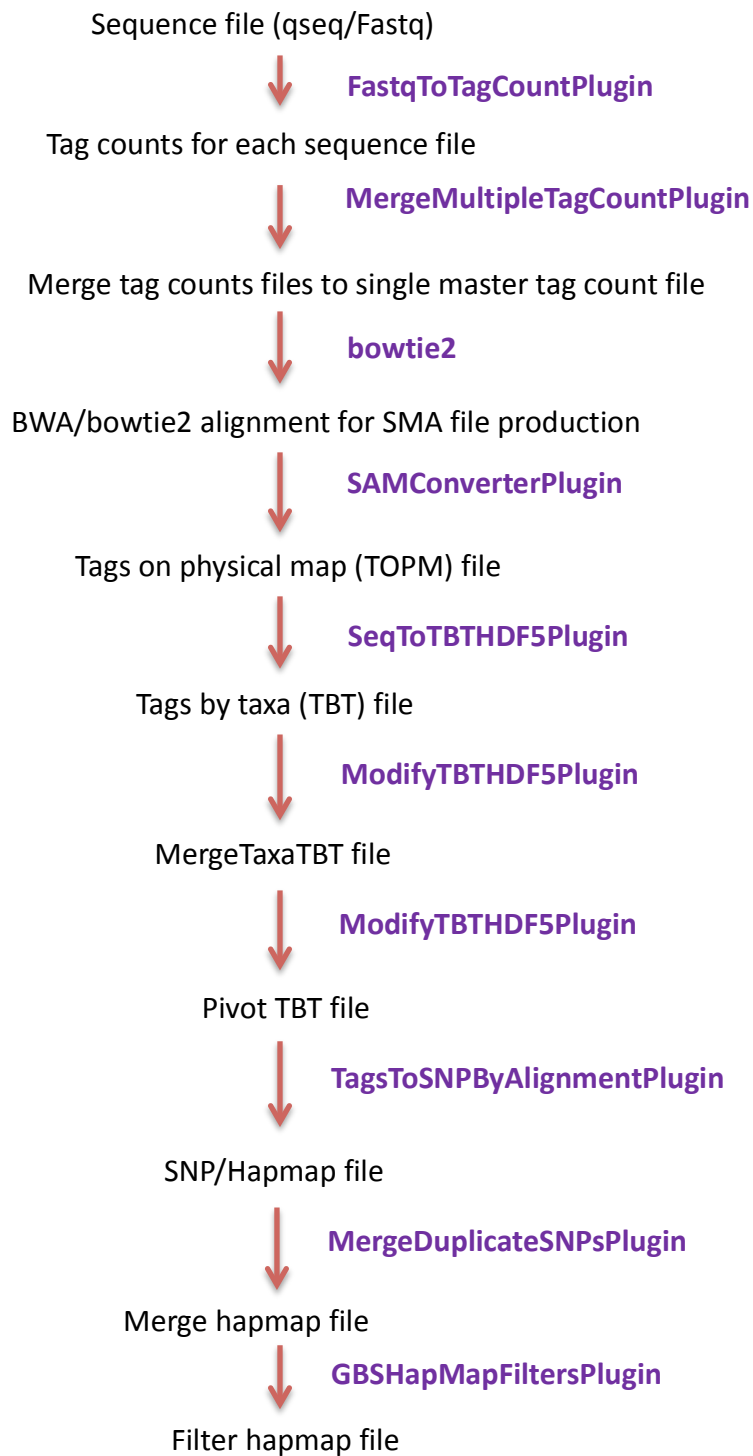 Sequence file (qseq/Fastq)
FastqToTagCountPlugin
Tag counts for each sequence file
MergeMultipleTagCountPlugin
Merge tag counts files to single master tag count file
bowtie2
BWA/bowtie2 alignment for SMA file production
SAMConverterPlugin
Tags on physical map (TOPM) file
SeqToTBTHDF5Plugin
Tags by taxa (TBT) file
ModifyTBTHDF5Plugin
MergeTaxaTBT file
ModifyTBTHDF5Plugin
Pivot TBT file
TagsToSNPByAlignmentPlugin
SNP/Hapmap file
MergeDuplicateSNPsPlugin
Merge hapmap file
GBSHapMapFiltersPlugin
Filter hapmap file